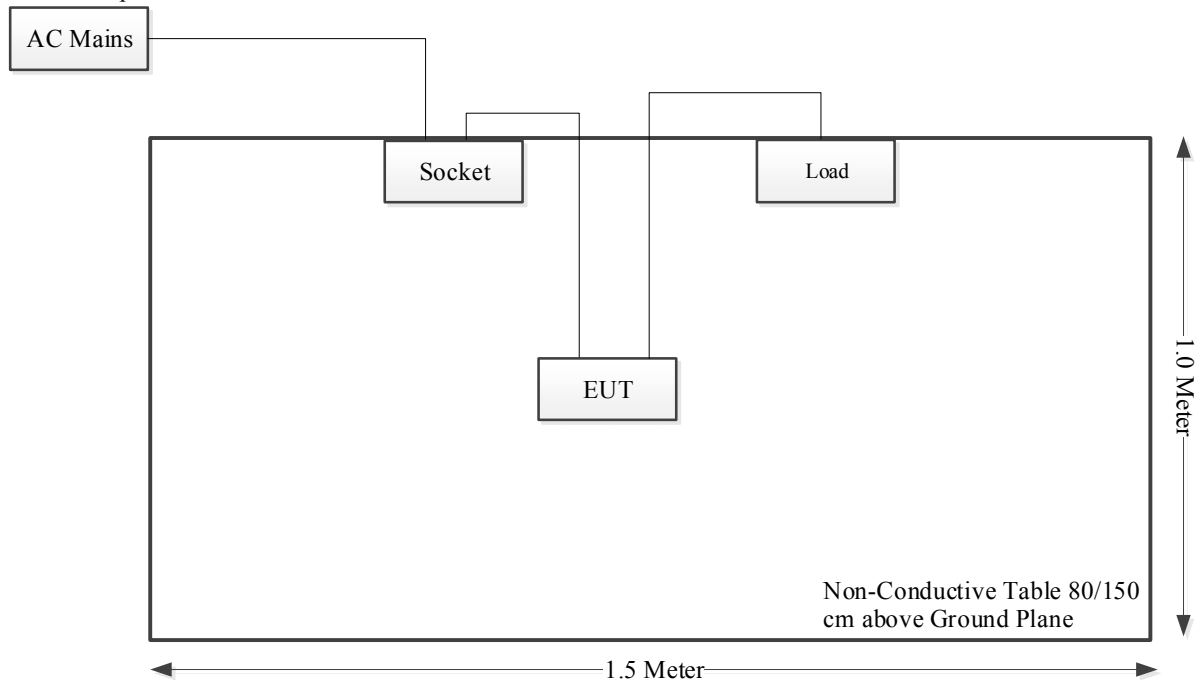 AC Mains
Socket
Load
EUT
1.0 Meter
Non-Conductive Table 80/150
cm above Ground Plane
1.5 Meter